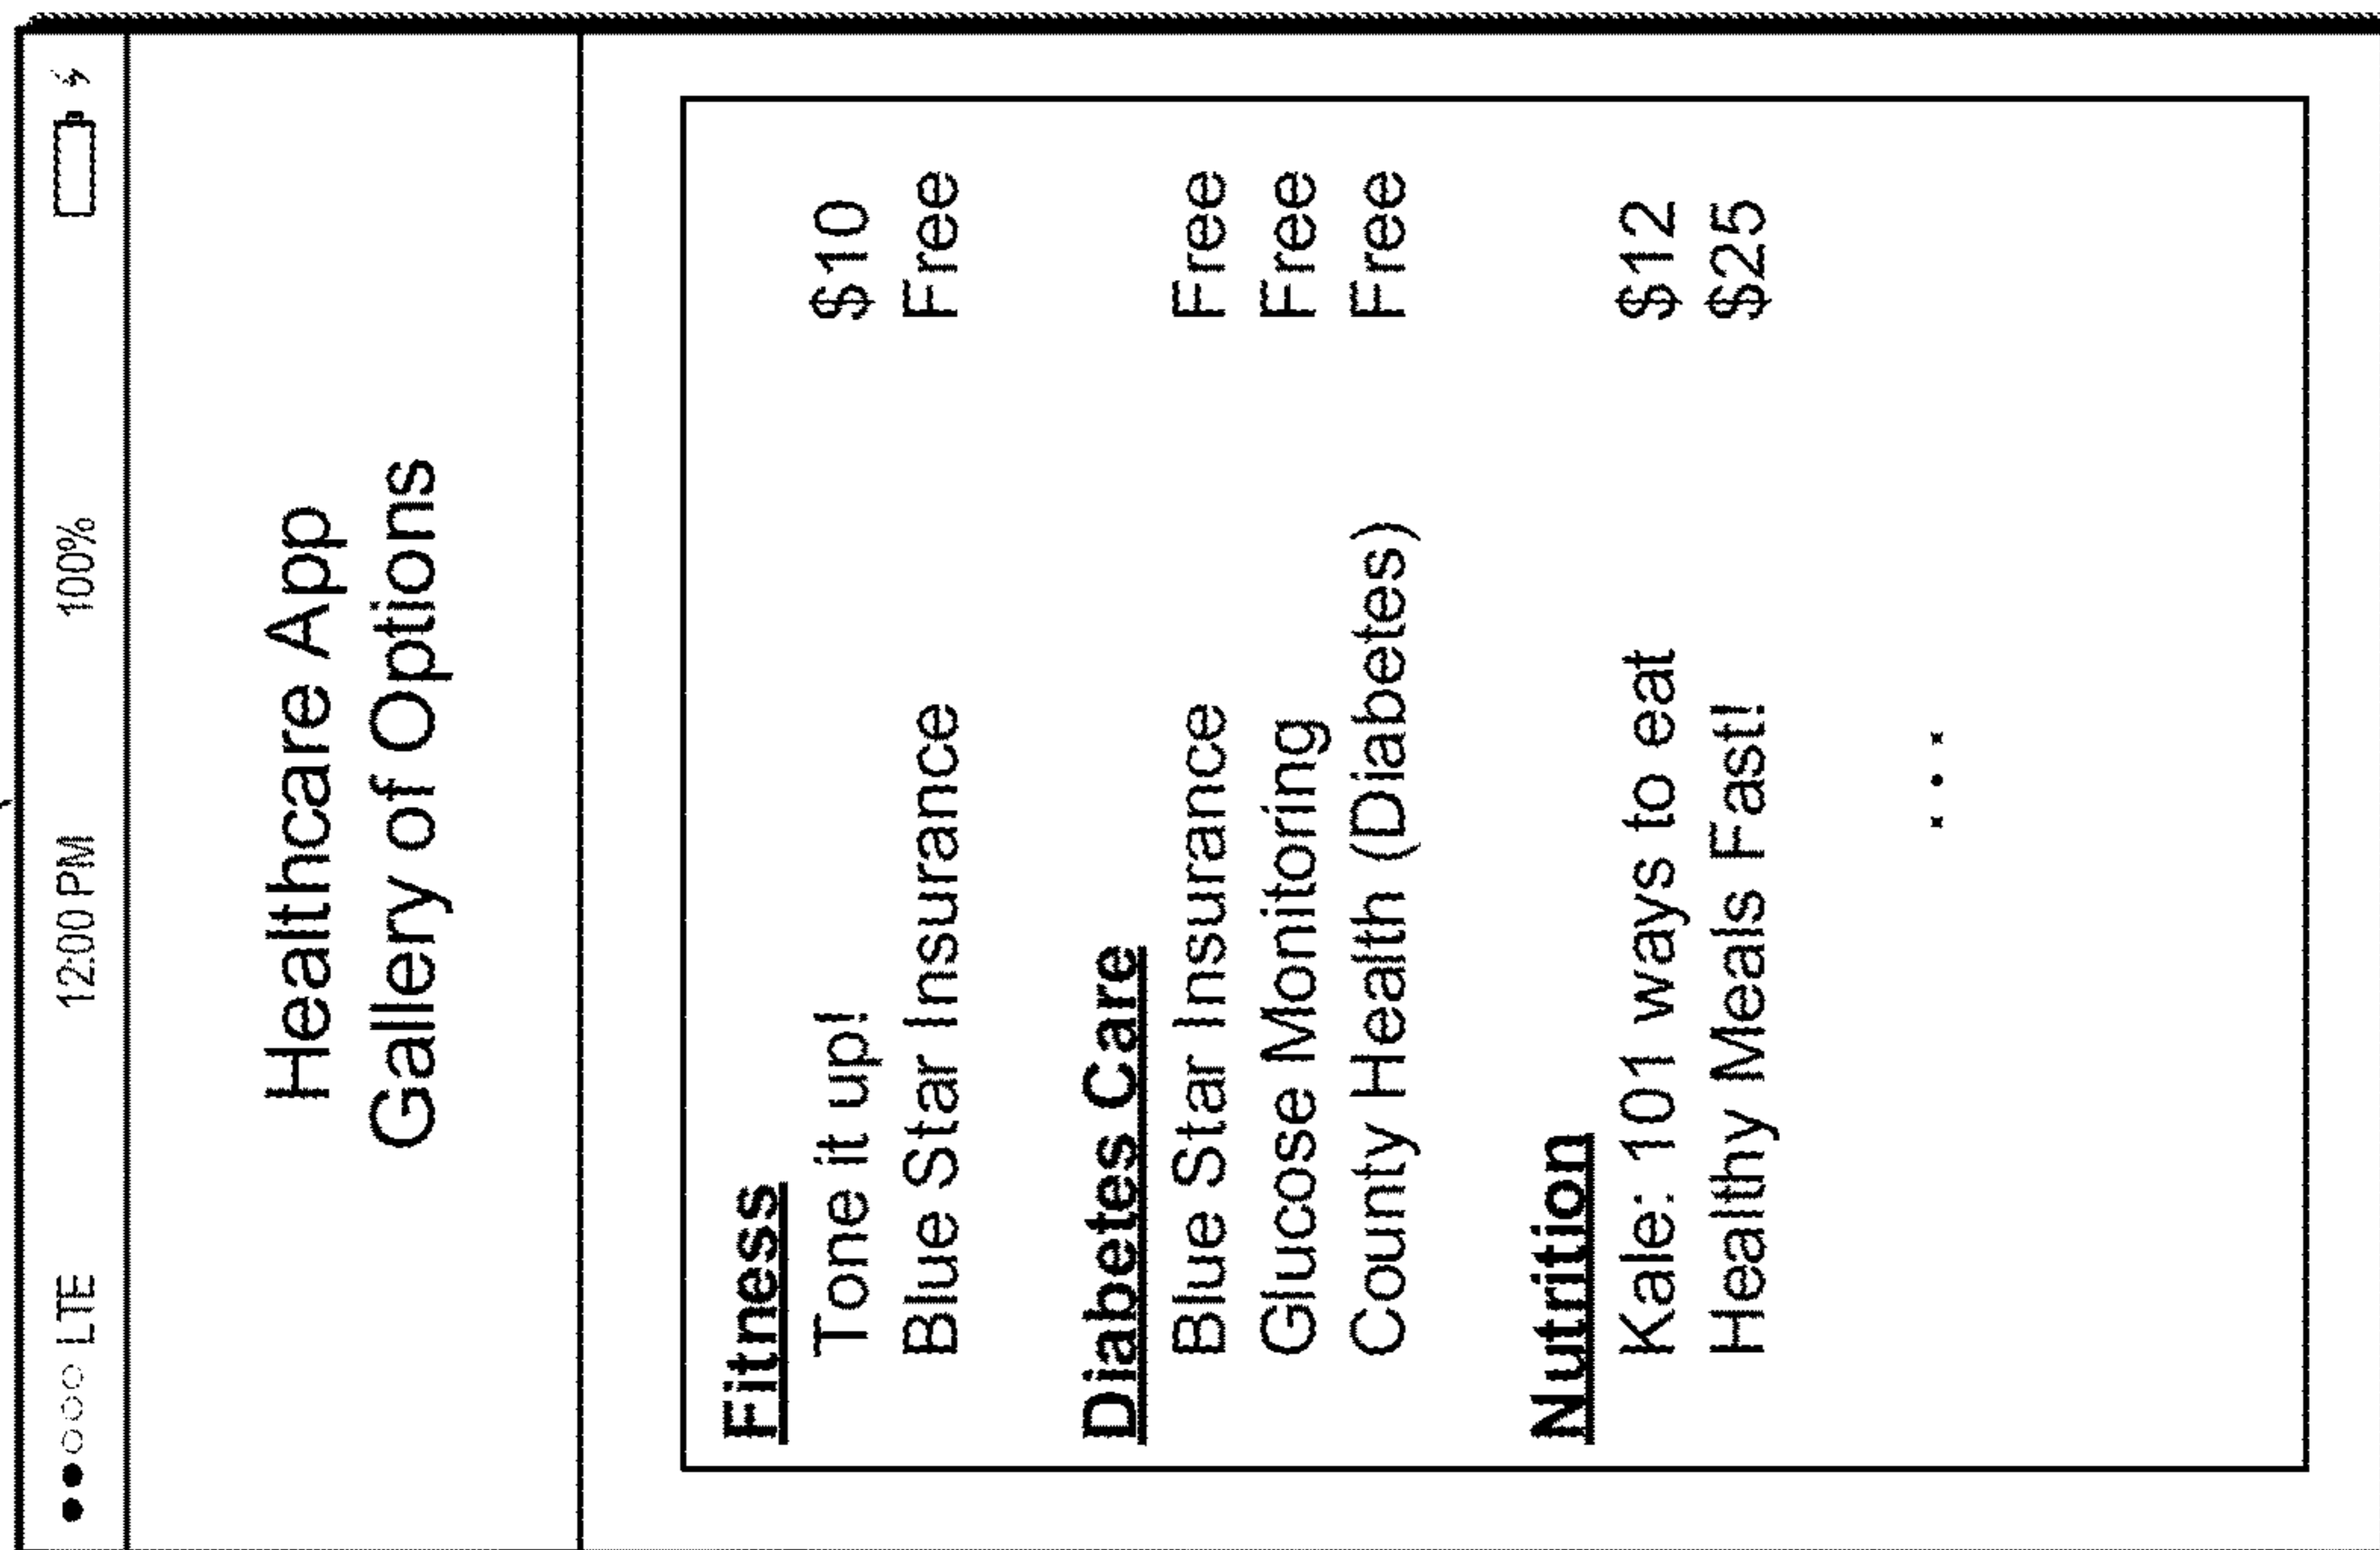 ●●○○○ LTE 12:00 PM 100%
Healthcare App
Gallery of Options
Fitness
Tone it up! $10
Blue Star Insurance Free
Diabetes Care
Blue Star Insurance Free
Glucose Monitoring Free
County Health (Diabetes) Free
Nutrition
Kale: 101 ways to eat $12
Healthy Meals Fast! $25
...